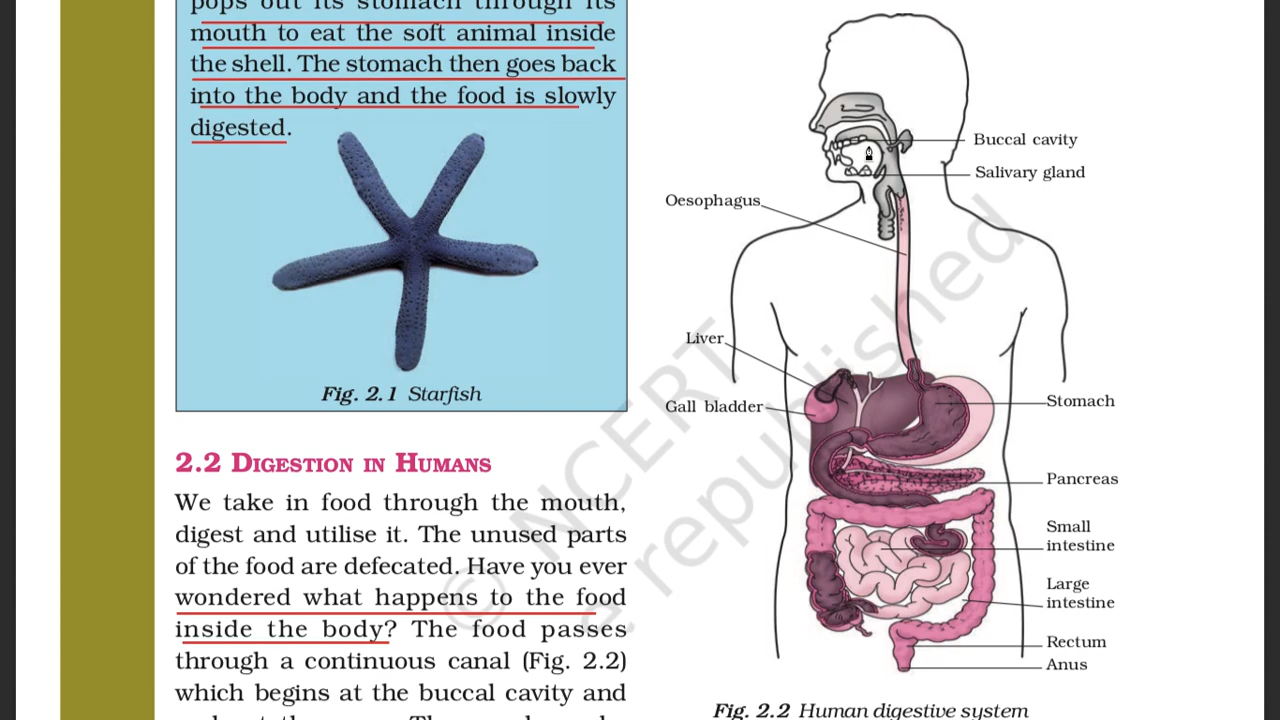 pops out its stomach through its
mouth to eat the soft animal inside
the shell. The stomach then goes back
into the body and the food is slowly
digested.
Fig. 2.1 Starfish
2.2 DIGESTION IN HUMANS
We take in food through the mouth,
digest and utilise it. The unused parts
of the food are defecated. Have you ever
wondered what happens to the food
inside the body? The food passes
through a continuous canal (Fig. 2.2)
which begins at the buccal cavity and
Buccal cavity
Salivary gland
Oesophagus
Liver
Gall bladder
Stomach
Pancreas
Small
intestine
Large
intestine
Rectum
Anus
Fig. 2.2 Human digestive system
© NCERT
republished